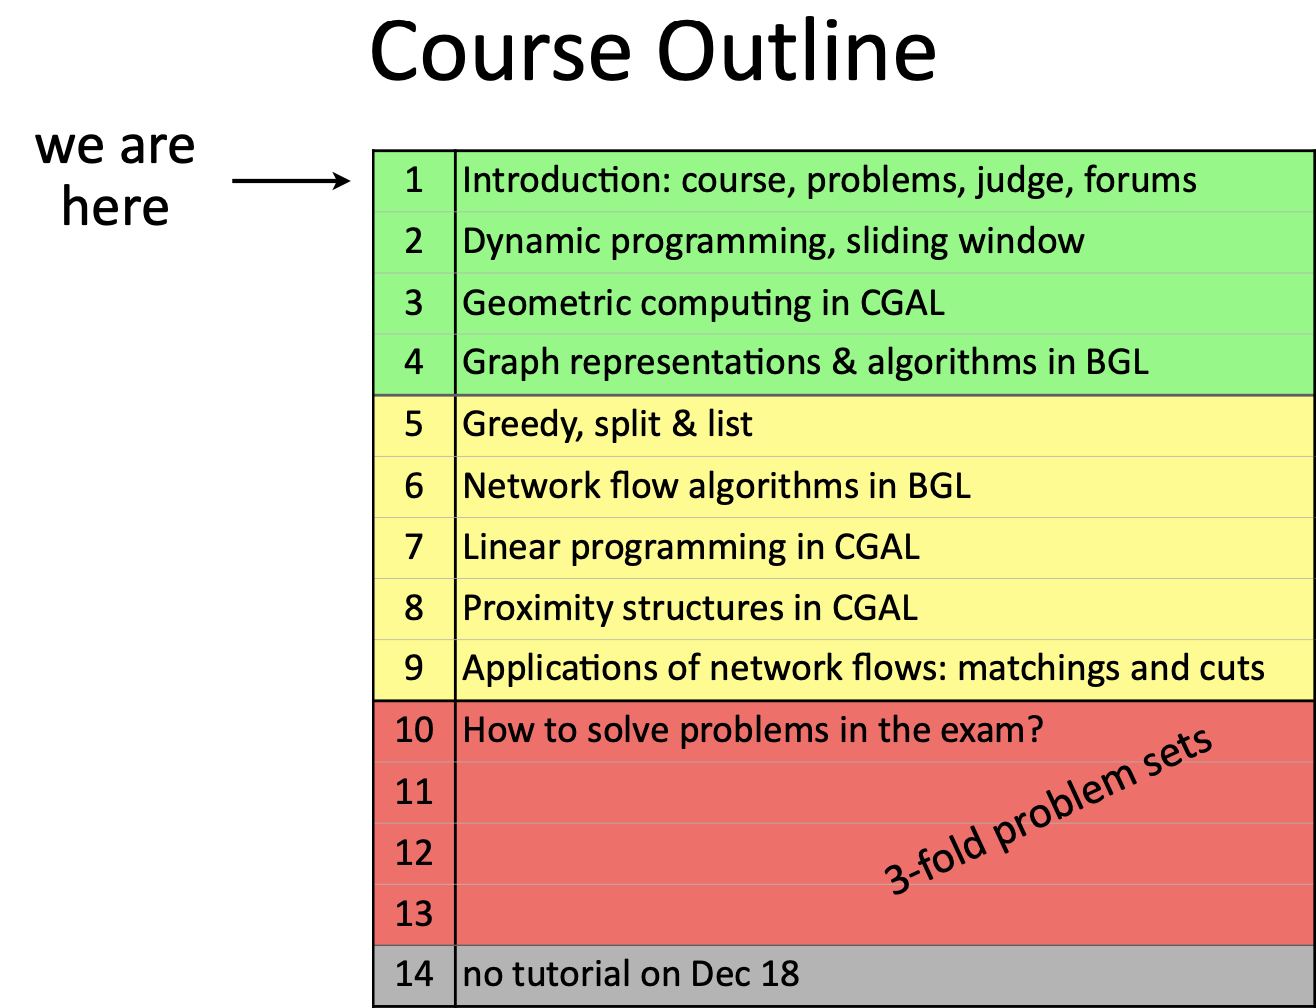 Course Outline
we are
here
1 Introduction: course, problems, judge, forums
2 Dynamic programming, sliding window
3 Geometric computing in CGAL
4 Graph representations & algorithms in BGL
5 Greedy, split & list
6 Network flow algorithms in BGL
7 Linear programming in CGAL
8 Proximity structures in CGAL
9 Applications of network flows: matchings and cuts
10 How to solve problems in the exam?
11
12
13
3-fold problem sets
14 no tutorial on Dec 18